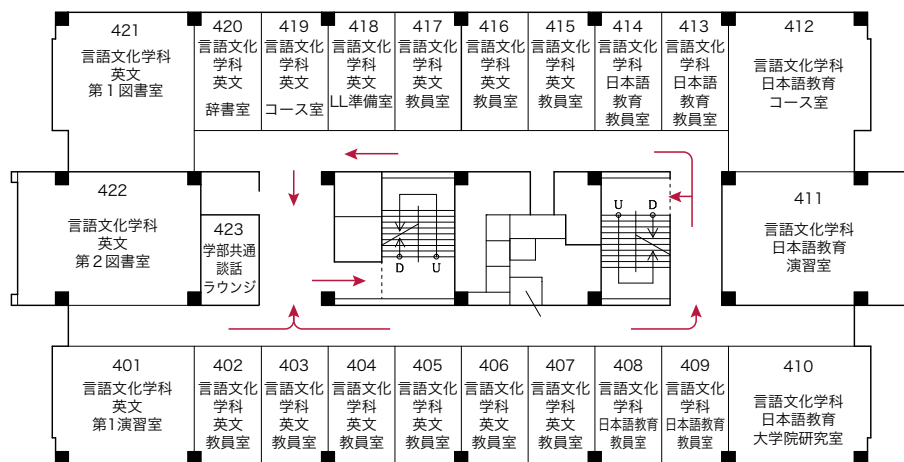 421
言語文化学科
英文
第１図書室
420
言語文化
学科
英文
辞書室
419
言語文化
学科
英文
コース室
418
言語文化
学科
英文
LL準備室
417
言語文化
学科
英文
教員室
416
言語文化
学科
英文
教員室
415
言語文化
学科
英文
教員室
414
言語文化
学科
日本語
教育
教員室
413
言語文化
学科
日本語
教育
教員室
412
言語文化学科
日本語教育
コース室
422
言語文化学科
英文
第２図書室
423
学部共通
談話
ラウンジ
D
U
U
D
411
言語文化学科
日本語教育
演習室
401
言語文化学科
英文
第1演習室
402
言語文化
学科
英文
教員室
403
言語文化
学科
英文
教員室
404
言語文化
学科
英文
教員室
405
言語文化
学科
英文
教員室
406
言語文化
学科
英文
教員室
407
言語文化
学科
英文
教員室
408
言語文化
学科
日本語教育
教員室
409
言語文化
学科
日本語教育
教員室
410
言語文化学科
日本語教育
大学院研究室